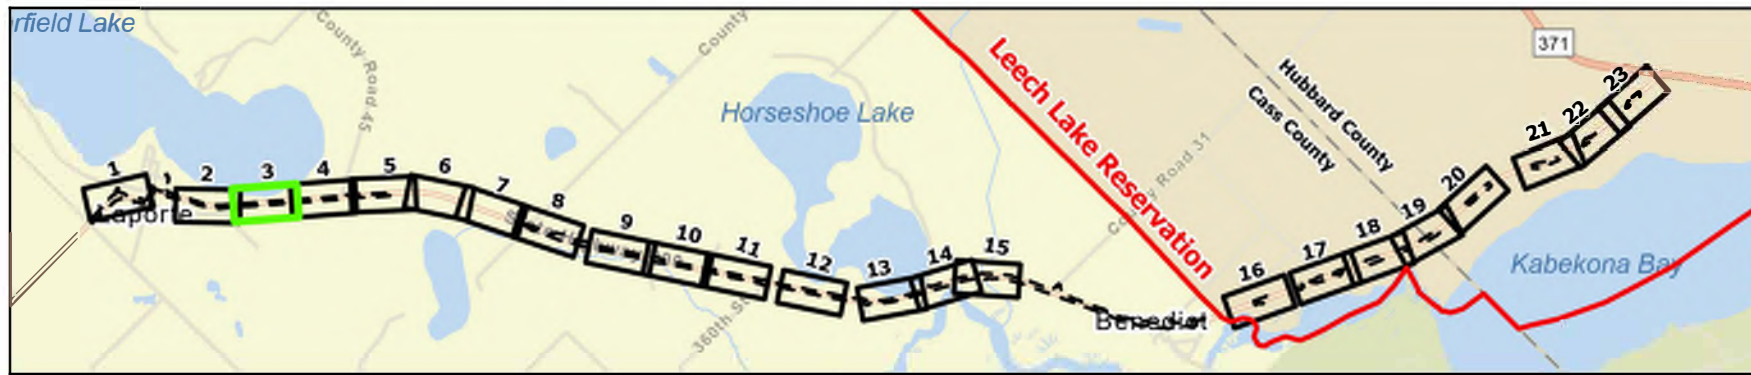 rfield Lake
County Road 45
County
Horseshoe Lake
Leech Lake Reservation
County Road 31
Hubbard County
Cass County
371
Kabekona Bay
Laporte
Benedict
360th
1
2
3
4
5
6
7
8
9
10
11
12
13
14
15
16
17
18
19
20
21
22
23